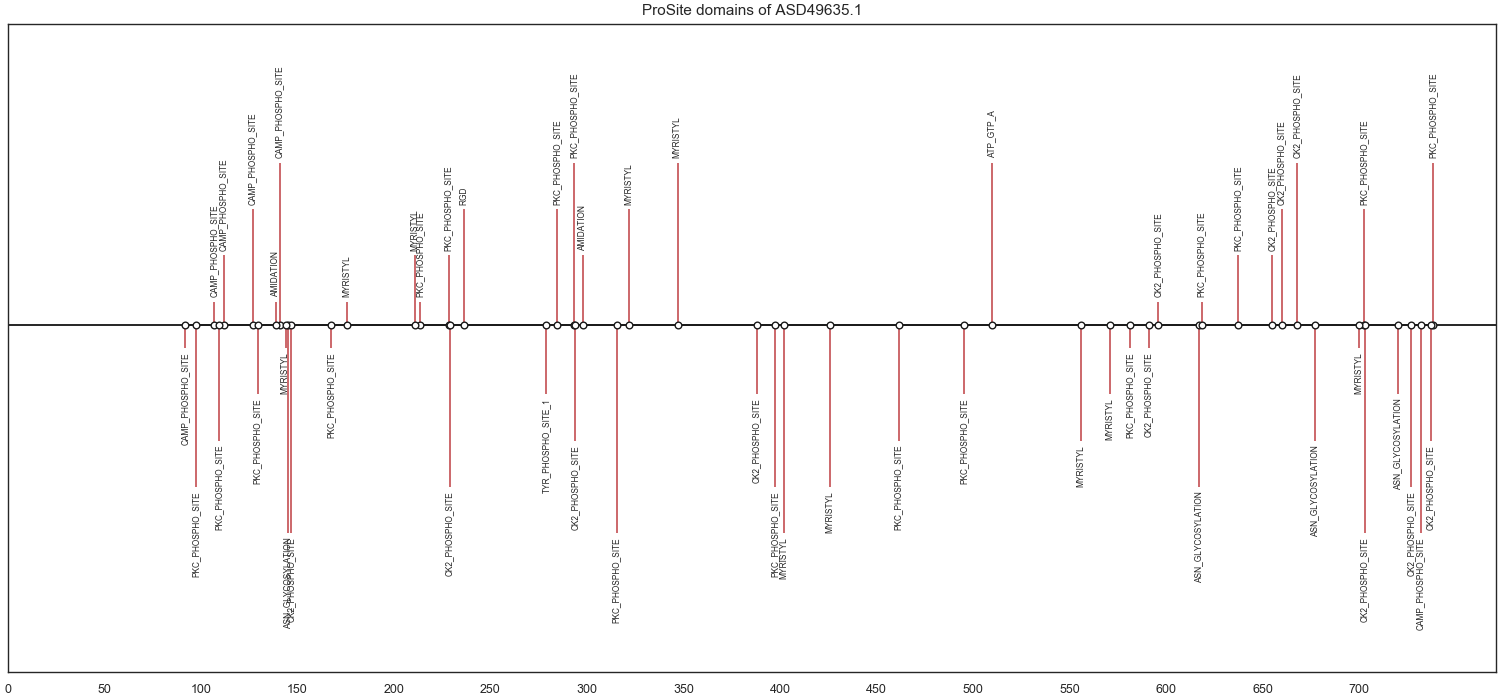 ProSite domains of ASD49635.1
CAMP_PHOSPHO_SITE
PKC_PHOSPHO_SITE
CAMP_PHOSPHO_SITE
PKC_PHOSPHO_SITE
CAMP_PHOSPHO_SITE
CAMP_PHOSPHO_SITE
PKC_PHOSPHO_SITE
AMIDATION
CAMP_PHOSPHO_SITE
MYRISTYL
ASN_GLYCOSYLATION
CK2_PHOSPHO_SITE
PKC_PHOSPHO_SITE
MYRISTYL
MYRISTYL
PKC_PHOSPHO_SITE
PKC_PHOSPHO_SITE
CK2_PHOSPHO_SITE
RGD
TYR_PHOSPHO_SITE_1
PKC_PHOSPHO_SITE
PKC_PHOSPHO_SITE
CK2_PHOSPHO_SITE
AMIDATION
PKC_PHOSPHO_SITE
MYRISTYL
MYRISTYL
CK2_PHOSPHO_SITE
PKC_PHOSPHO_SITE
MYRISTYL
MYRISTYL
PKC_PHOSPHO_SITE
PKC_PHOSPHO_SITE
ATP_GTP_A
MYRISTYL
MYRISTYL
PKC_PHOSPHO_SITE
CK2_PHOSPHO_SITE
CK2_PHOSPHO_SITE
ASN_GLYCOSYLATION
PKC_PHOSPHO_SITE
PKC_PHOSPHO_SITE
CK2_PHOSPHO_SITE
CK2_PHOSPHO_SITE
CK2_PHOSPHO_SITE
ASN_GLYCOSYLATION
MYRISTYL
PKC_PHOSPHO_SITE
CK2_PHOSPHO_SITE
ASN_GLYCOSYLATION
CK2_PHOSPHO_SITE
CAMP_PHOSPHO_SITE
CK2_PHOSPHO_SITE
PKC_PHOSPHO_SITE
0 50 100 150 200 250 300 350 400 450 500 550 600 650 700